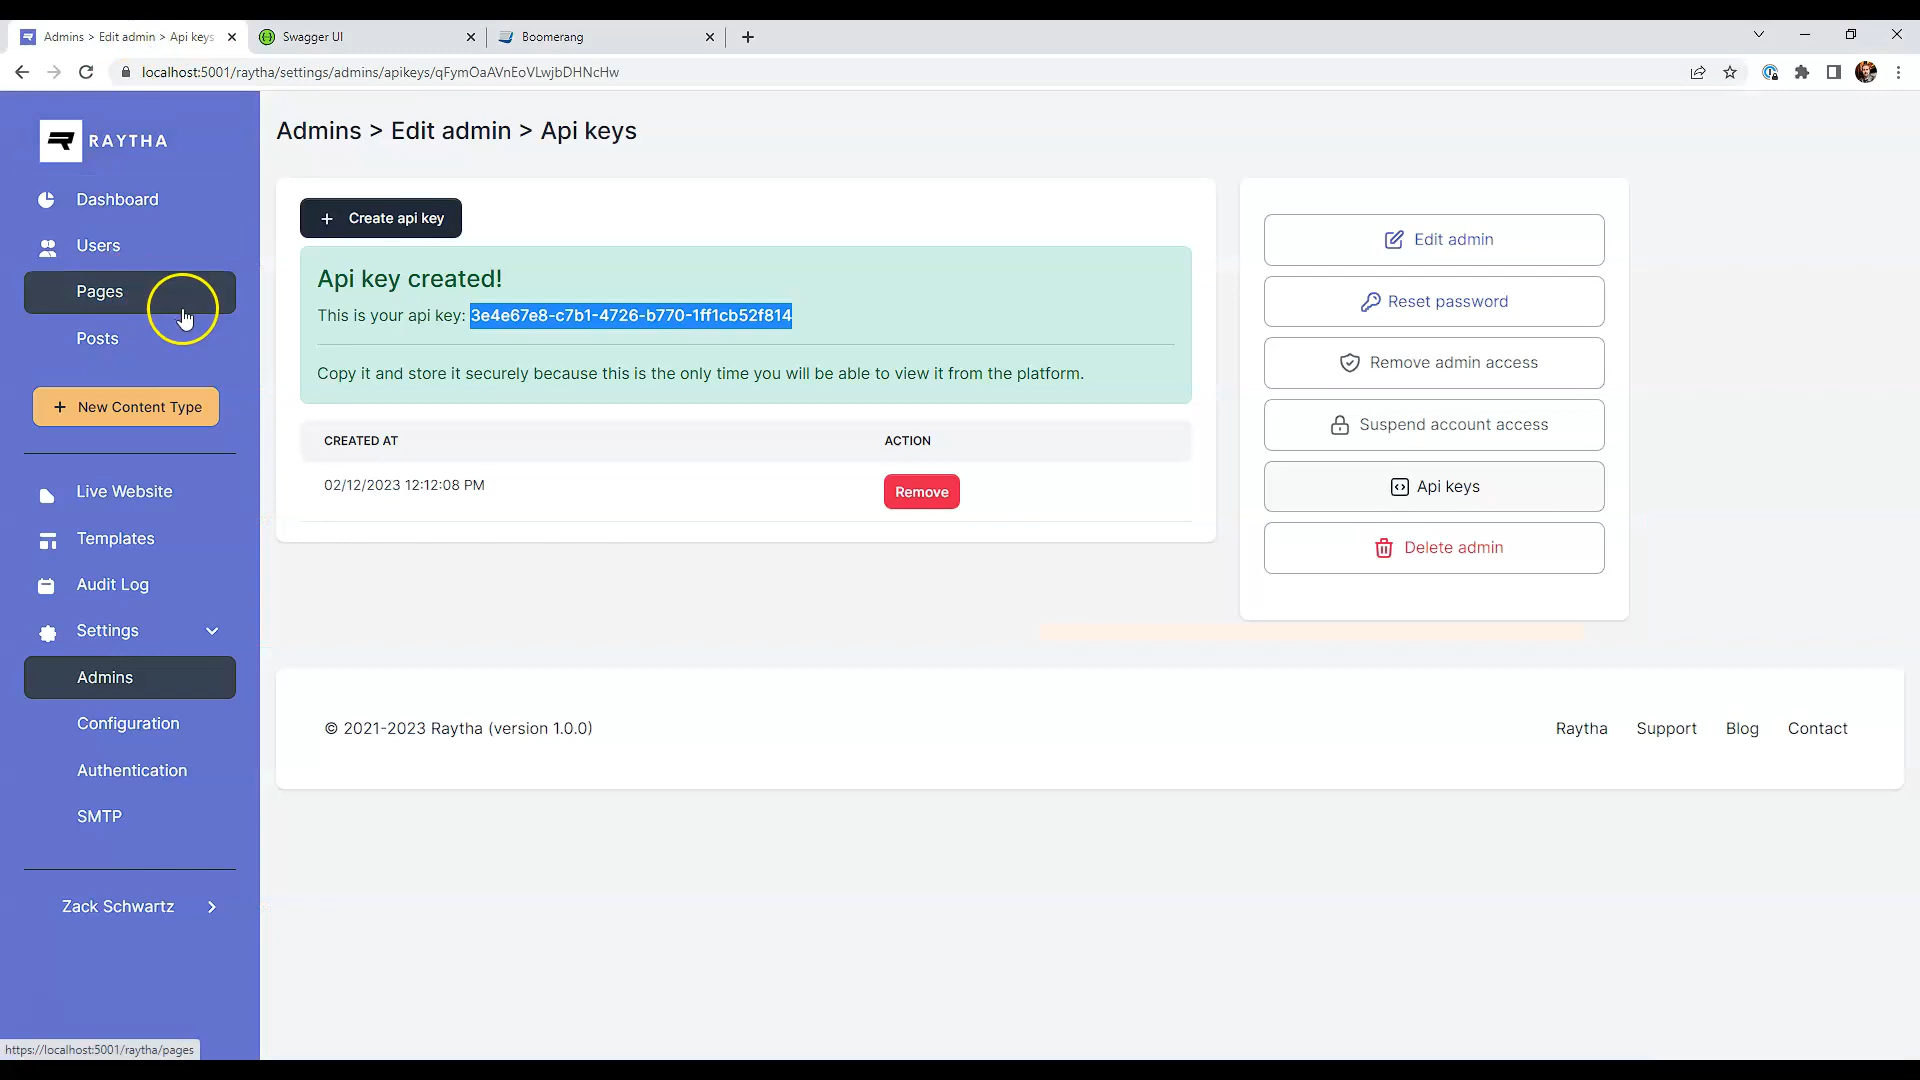 Admins > Edit admin > Api keys
Swagger UI
Boomerang
localhost:5001/raytha/settings/admins/apikeys/qFymOaAVnEoVLwjbDHNcHw
RAYTHA
Dashboard
Users
Pages
Posts
New Content Type
Live Website
Templates
Audit Log
Settings
Admins
Configuration
Authentication
SMTP
Zack Schwartz
Admins > Edit admin > Api keys
Create api key
Api key created!
This is your api key: 3e4e67e8-c7b1-4726-b770-1ff1cb52f814
Copy it and store it securely because this is the only time you will be able to view it from the platform.
CREATED AT ACTION
02/12/2023 12:12:08 PM Remove
Edit admin
Reset password
Remove admin access
Suspend account access
Api keys
Delete admin
© 2021-2023 Raytha (version 1.0.0)
Raytha Support Blog Contact
https://localhost:5001/raytha/pages